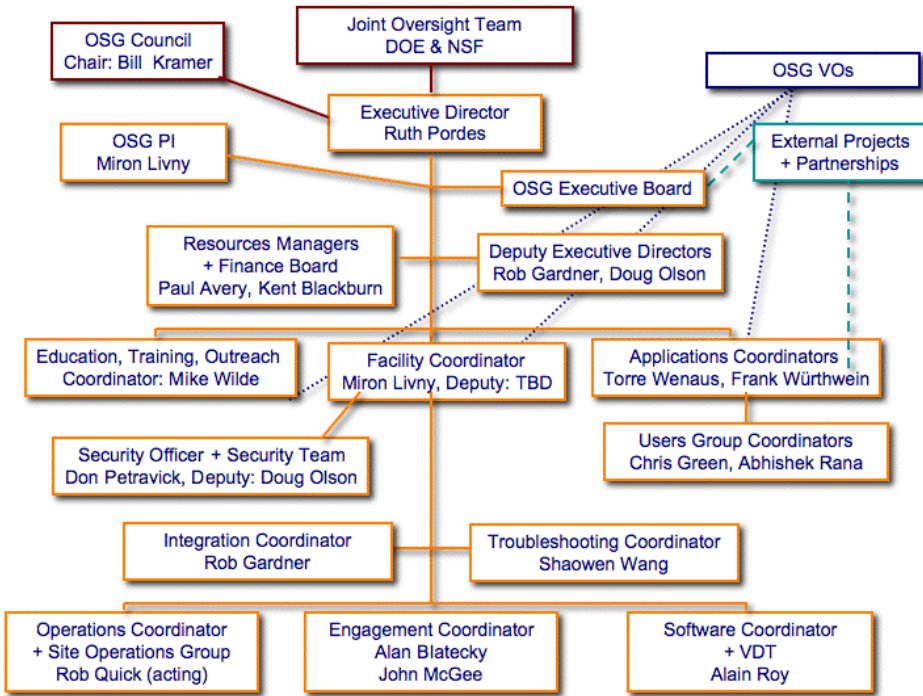 Joint Oversight Team
DOE & NSF
OSG Council
Chair: Bill Kramer
OSG VOs
Executive Director
Ruth Pordes
OSG PI
Miron Livny
External Projects
+ Partnerships
OSG Executive Board
Resources Managers
+ Finance Board
Paul Avery, Kent Blackburn
Deputy Executive Directors
Rob Gardner, Doug Olson
Education, Training, Outreach
Coordinator: Mike Wilde
Facility Coordinator
Miron Livny, Deputy: TBD
Applications Coordinators
Torre Wenaus, Frank Würthwein
Security Officer + Security Team
Don Petravick, Deputy: Doug Olson
Users Group Coordinators
Chris Green, Abhishek Rana
Integration Coordinator
Rob Gardner
Troubleshooting Coordinator
Shaowen Wang
Operations Coordinator
+ Site Operations Group
Rob Quick (acting)
Engagement Coordinator
Alan Blatecky
John McGee
Software Coordinator
+ VDT
Alain Roy